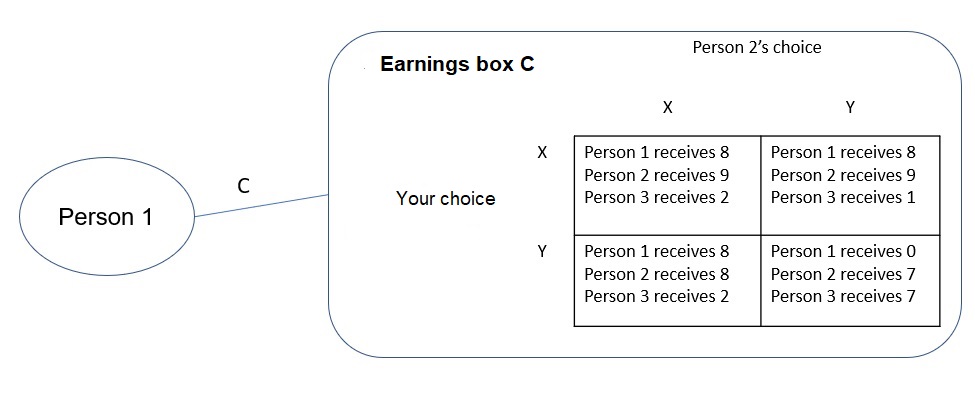 Person 2's choice
Earnings box C
X Y
C
Person 1
Your choice
X
Person 1 receives 8
Person 2 receives 9
Person 3 receives 2
Person 1 receives 8
Person 2 receives 9
Person 3 receives 1
Y
Person 1 receives 8
Person 2 receives 8
Person 3 receives 2
Person 1 receives 0
Person 2 receives 7
Person 3 receives 7